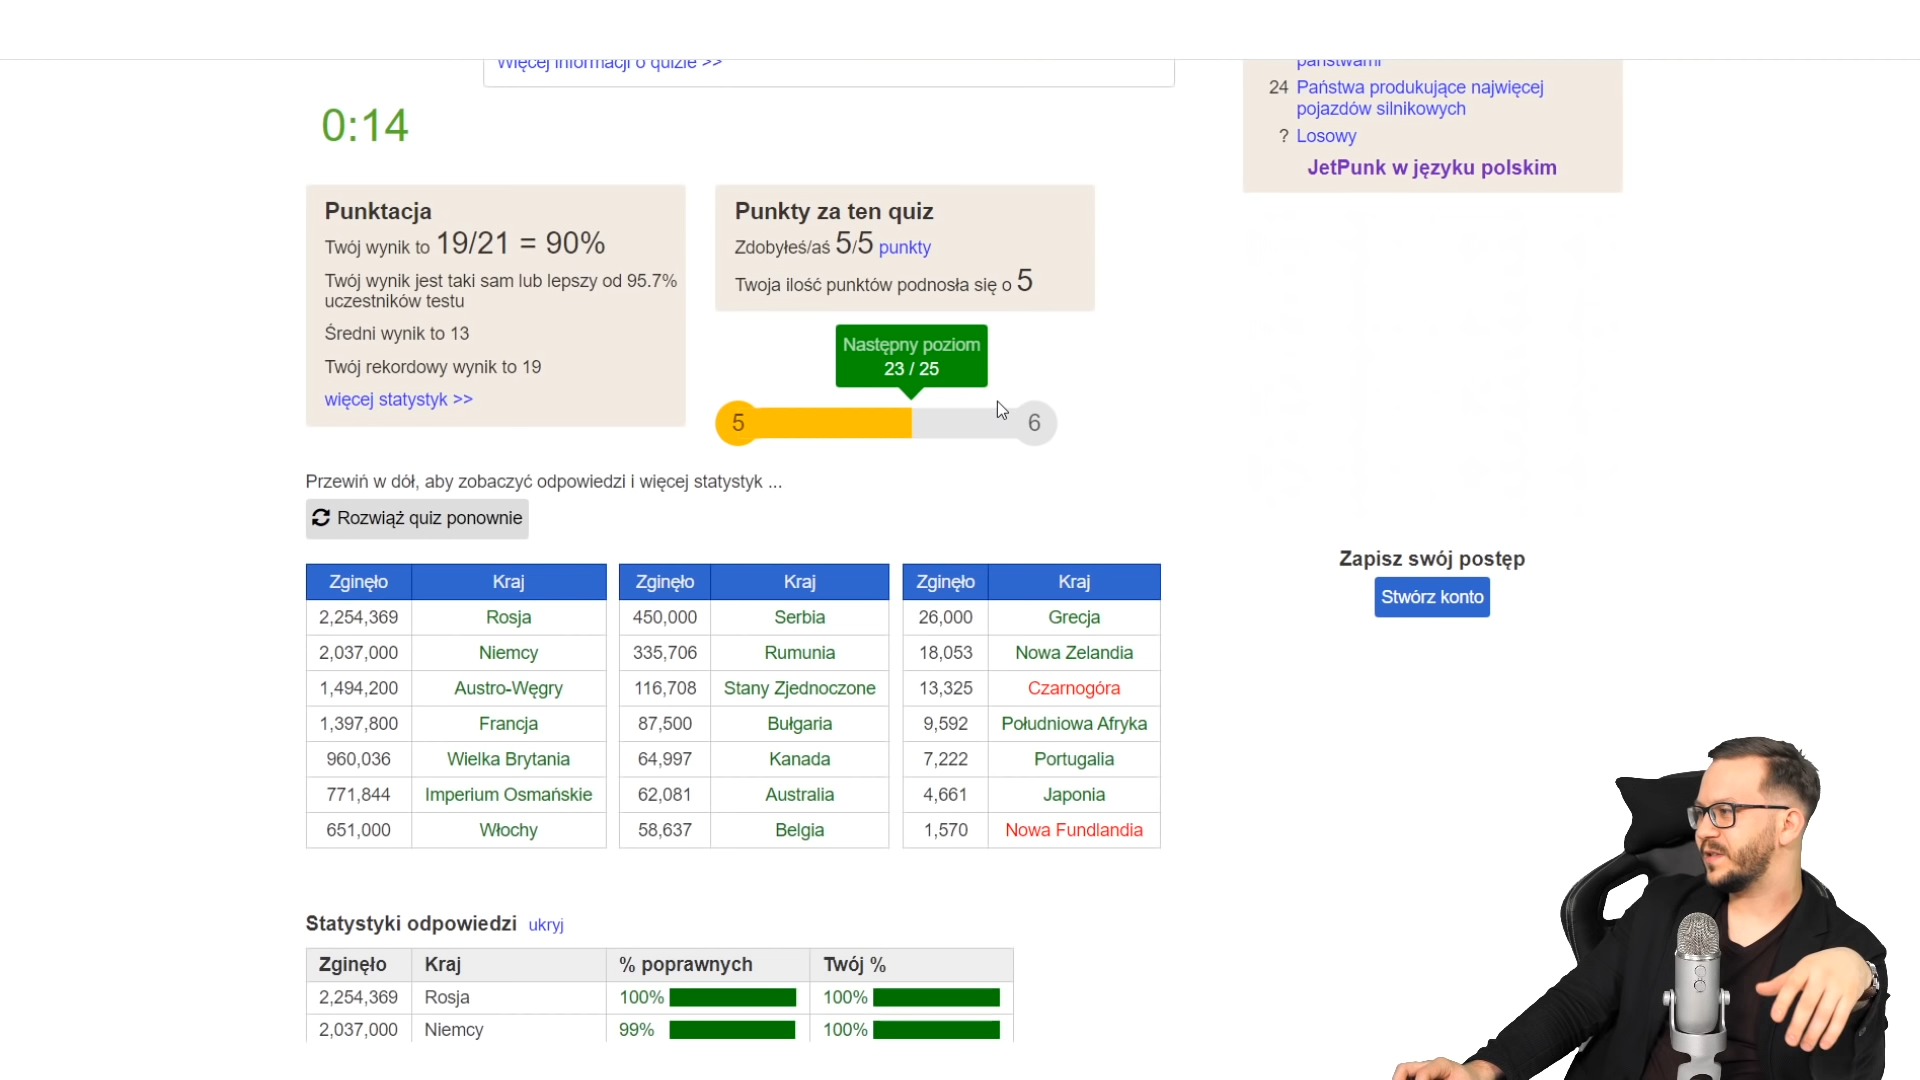 Więcej informacji o quizie >>
państwami
24 Państwa produkujące najwięcej
pojazdów silnikowych
? Losowy
JetPunk w języku polskim
0:14
Punktacja
Twój wynik to 19/21 = 90%
Twój wynik jest taki sam lub lepszy od 95.7%
uczestników testu
Średni wynik to 13
Twój rekordowy wynik to 19
więcej statystyk >>
Punkty za ten quiz
Zdobyłeś/aś 5/5 punkty
Twoja ilość punktów podnosła się o 5
Następny poziom
23 / 25
5 6
Przewiń w dół, aby zobaczyć odpowiedzi i więcej statystyk ...
Rozwiąż quiz ponownie
Zapisz swój postęp
Stwórz konto
Zginęło Kraj Zginęło Kraj Zginęło Kraj
2,254,369 Rosja 450,000 Serbia 26,000 Grecja
2,037,000 Niemcy 335,706 Rumunia 18,053 Nowa Zelandia
1,494,200 Austro-Węgry 116,708 Stany Zjednoczone 13,325 Czarnogóra
1,397,800 Francja 87,500 Bułgaria 9,592 Południowa Afryka
960,036 Wielka Brytania 64,997 Kanada 7,222 Portugalia
771,844 Imperium Osmańskie 62,081 Australia 4,661 Japonia
651,000 Włochy 58,637 Belgia 1,570 Nowa Fundlandia
Statystyki odpowiedzi ukryj
Zginęło Kraj % poprawnych Twój %
2,254,369 Rosja 100% 100%
2,037,000 Niemcy 99% 100%